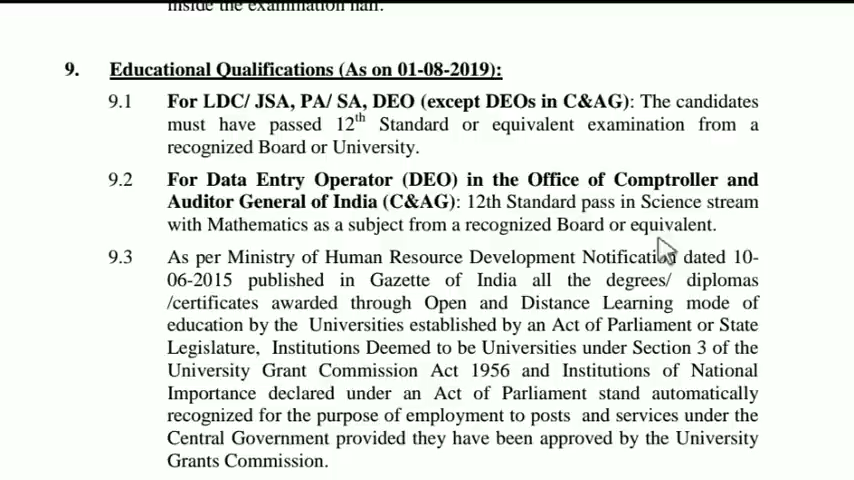 inside the examination hall.
9. Educational Qualifications (As on 01-08-2019):
9.1 For LDC/ JSA, PA/ SA, DEO (except DEOs in C&AG): The candidates
must have passed 12th Standard or equivalent examination from a
recognized Board or University.
9.2 For Data Entry Operator (DEO) in the Office of Comptroller and
Auditor General of India (C&AG): 12th Standard pass in Science stream
with Mathematics as a subject from a recognized Board or equivalent.
9.3 As per Ministry of Human Resource Development Notification dated 10-
06-2015 published in Gazette of India all the degrees/ diplomas
/certificates awarded through Open and Distance Learning mode of
education by the Universities established by an Act of Parliament or State
Legislature, Institutions Deemed to be Universities under Section 3 of the
University Grant Commission Act 1956 and Institutions of National
Importance declared under an Act of Parliament stand automatically
recognized for the purpose of employment to posts and services under the
Central Government provided they have been approved by the University
Grants Commission.